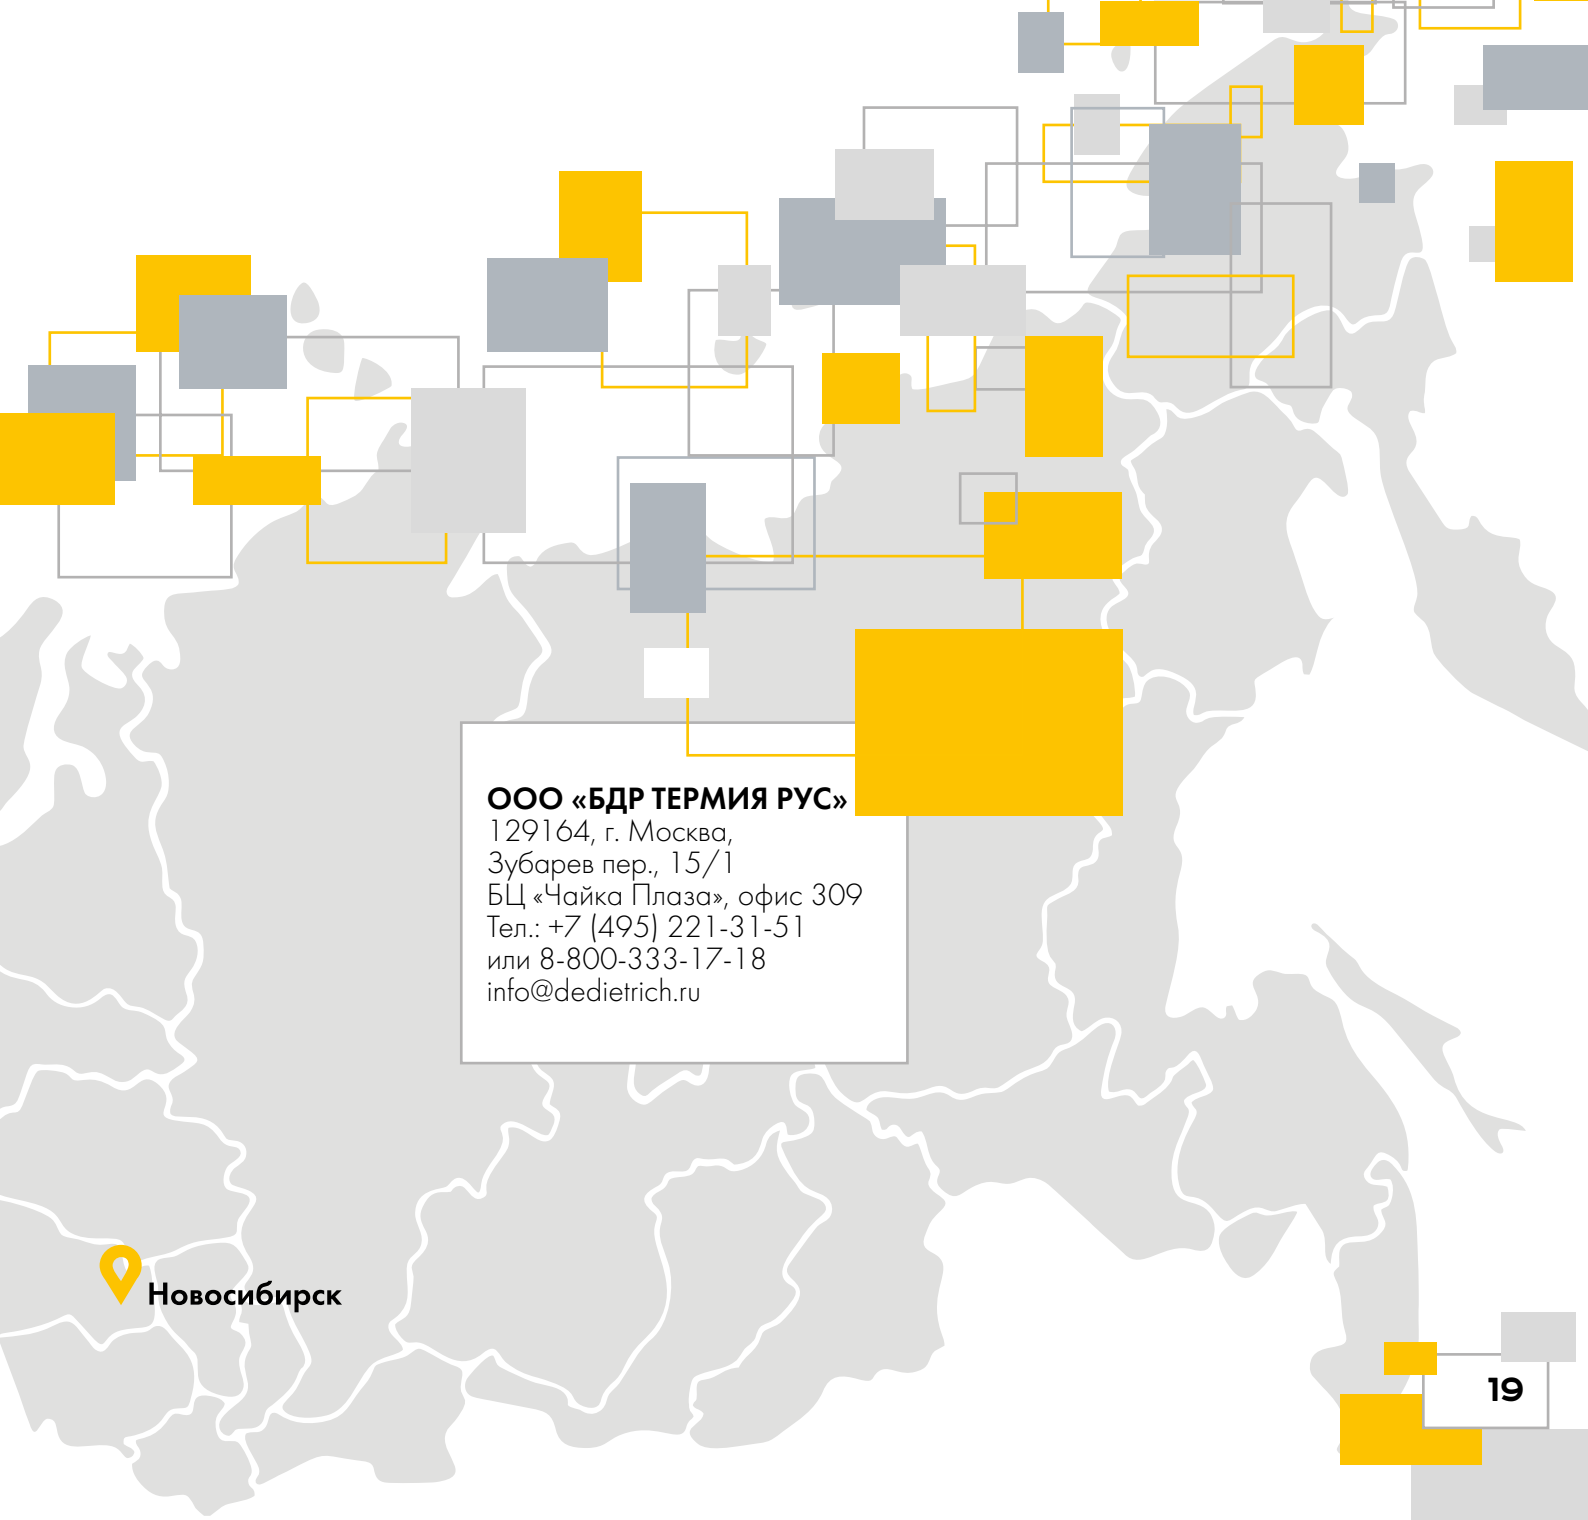 ООО «БДР ТЕРМИЯ РУС»
129164, г. Москва,
Зубарев пер., 15/1
БЦ «Чайка Плаза», офис 309
Тел.: +7 (495) 221-31-51
или 8-800-333-17-18
info@dedietrich.ru
Новосибирск
19